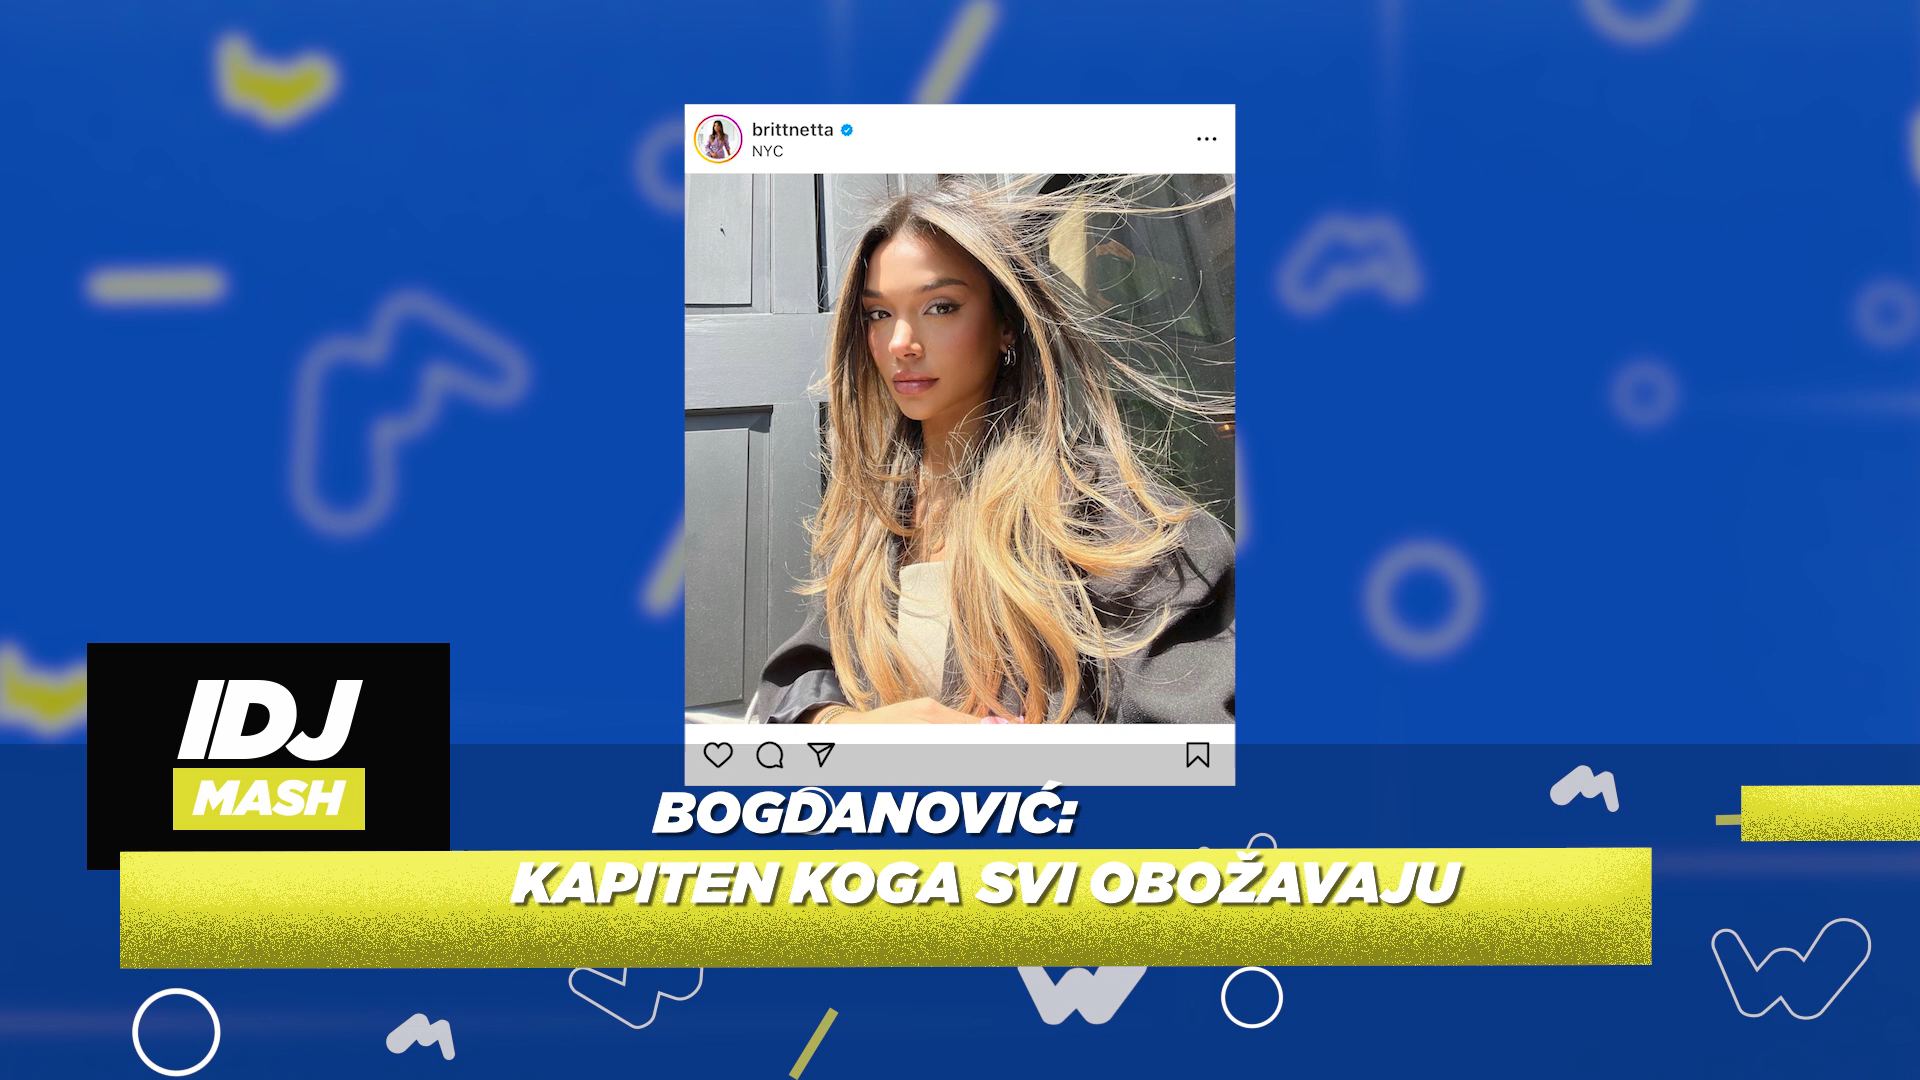 brittnetta
NYC
IDJ
MASH
BOGDANOVIĆ:
KAPITEN KOGA SVI OBOŽAVAJU